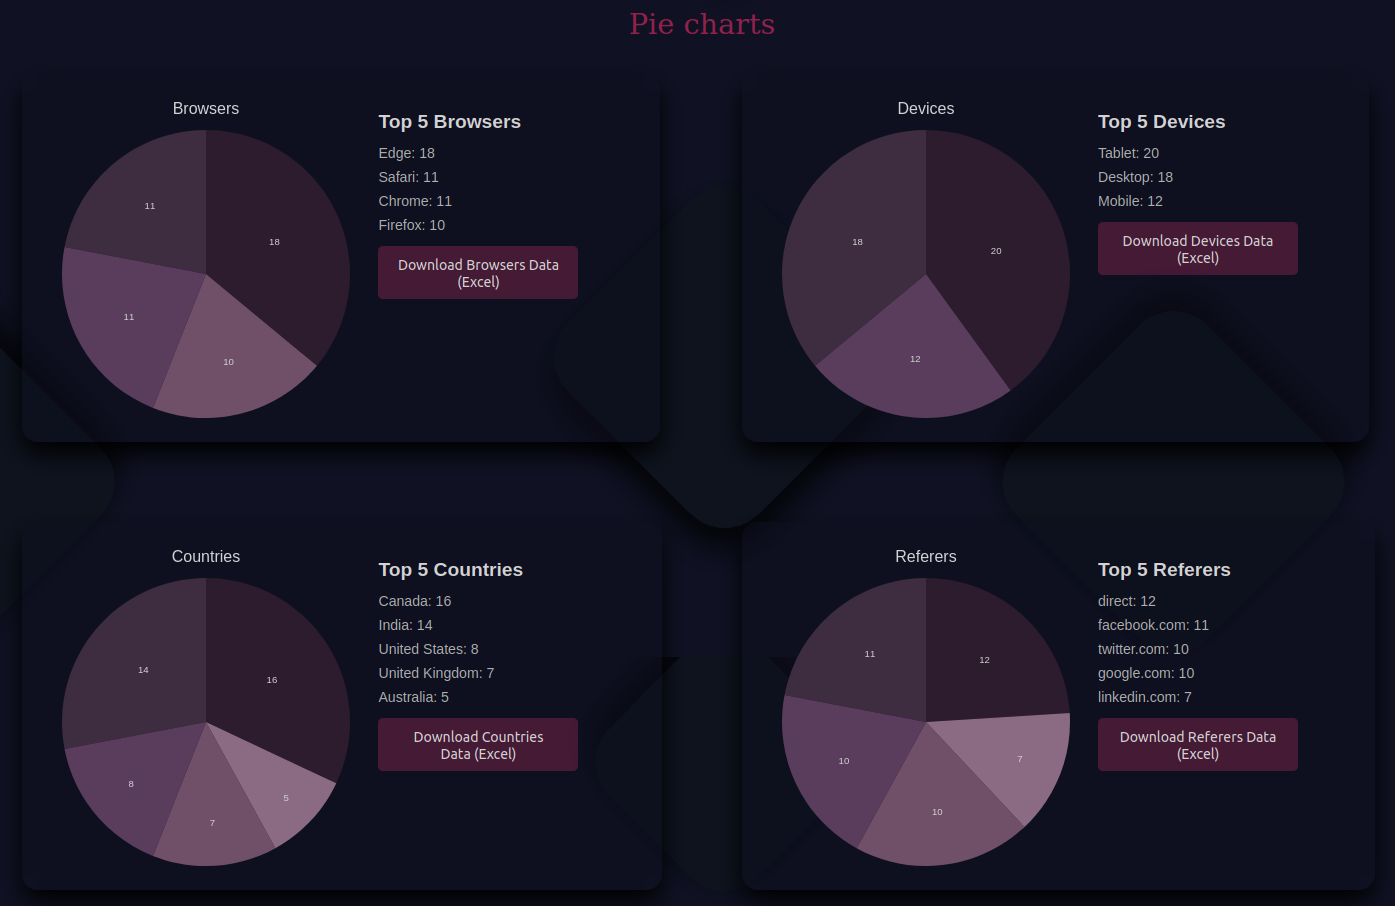 Pie charts
Browsers
18
11
11
10
Top 5 Browsers
Edge: 18
Safari: 11
Chrome: 11
Firefox: 10
Download Browsers Data
(Excel)
Devices
20
18
12
Top 5 Devices
Tablet: 20
Desktop: 18
Mobile: 12
Download Devices Data
(Excel)
Countries
16
14
8
7
5
Top 5 Countries
Canada: 16
India: 14
United States: 8
United Kingdom: 7
Australia: 5
Download Countries
Data (Excel)
Referers
12
11
10
10
7
Top 5 Referers
direct: 12
facebook.com: 11
twitter.com: 10
google.com: 10
linkedin.com: 7
Download Referers Data
(Excel)